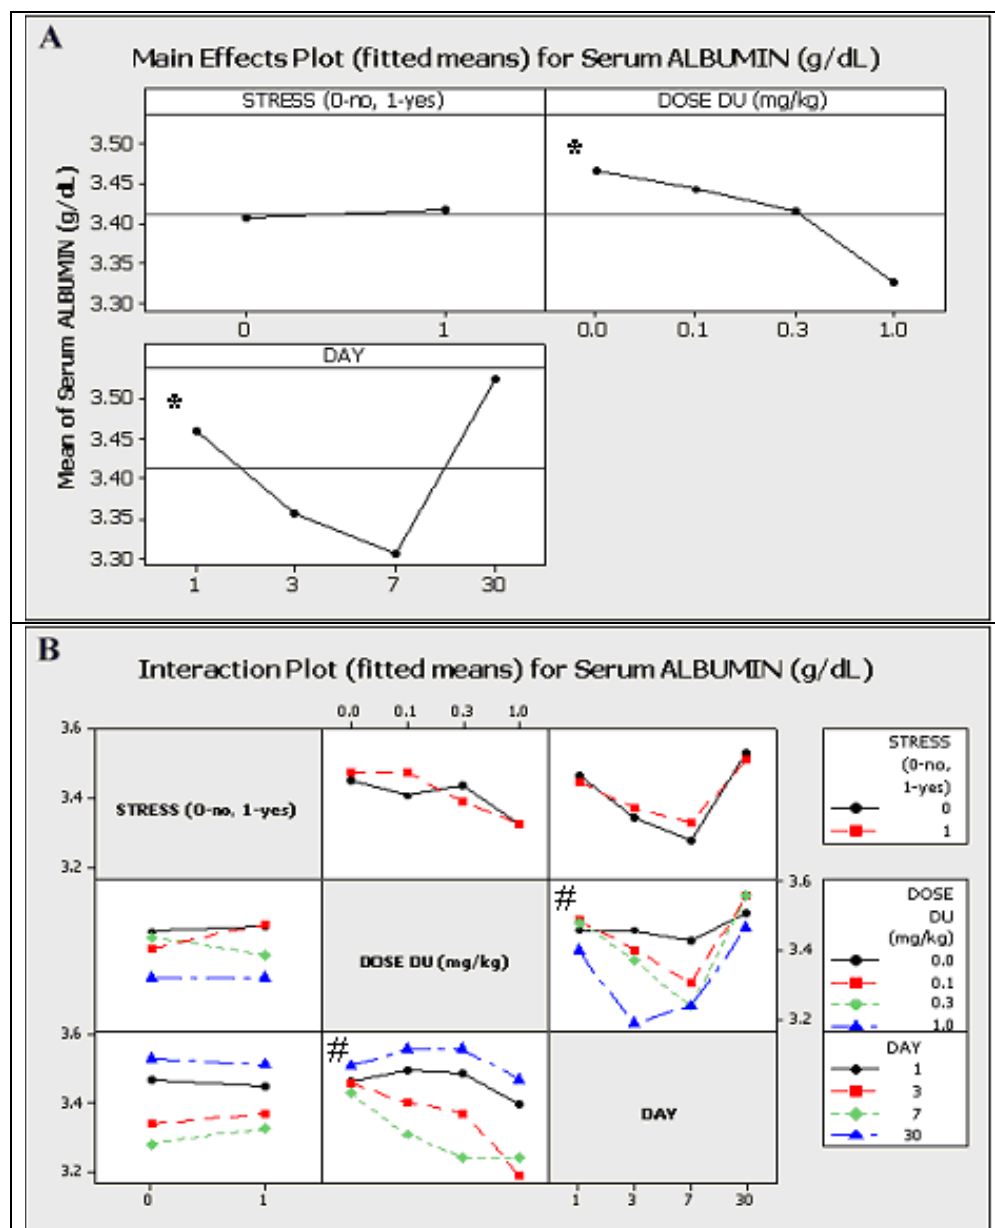 A
Main Effects Plot (fitted means) for Serum ALBUMIN (g/dL)
STRESS (0-no, 1-yes)
DOSE DU (mg/kg)
Mean of Serum ALBUMIN (g/dL)
3.50
3.45
3.40
3.35
3.30
*
0
1
0.0
0.1
0.3
1.0
DAY
3.50
3.45
3.40
3.35
3.30
*
1
3
7
30
B
Interaction Plot (fitted means) for Serum ALBUMIN (g/dL)
0.0
0.1
0.3
1.0
3.6
3.4
3.2
STRESS (0-no, 1-yes)
STRESS
(0-no,
1-yes)
0
1
DOSE DU (mg/kg)
#
3.6
3.4
3.2
DOSE
DU
(mg/kg)
0.0
0.1
0.3
1.0
3.6
3.4
3.2
#
DAY
DAY
1
3
7
30
0
1
1
3
7
30